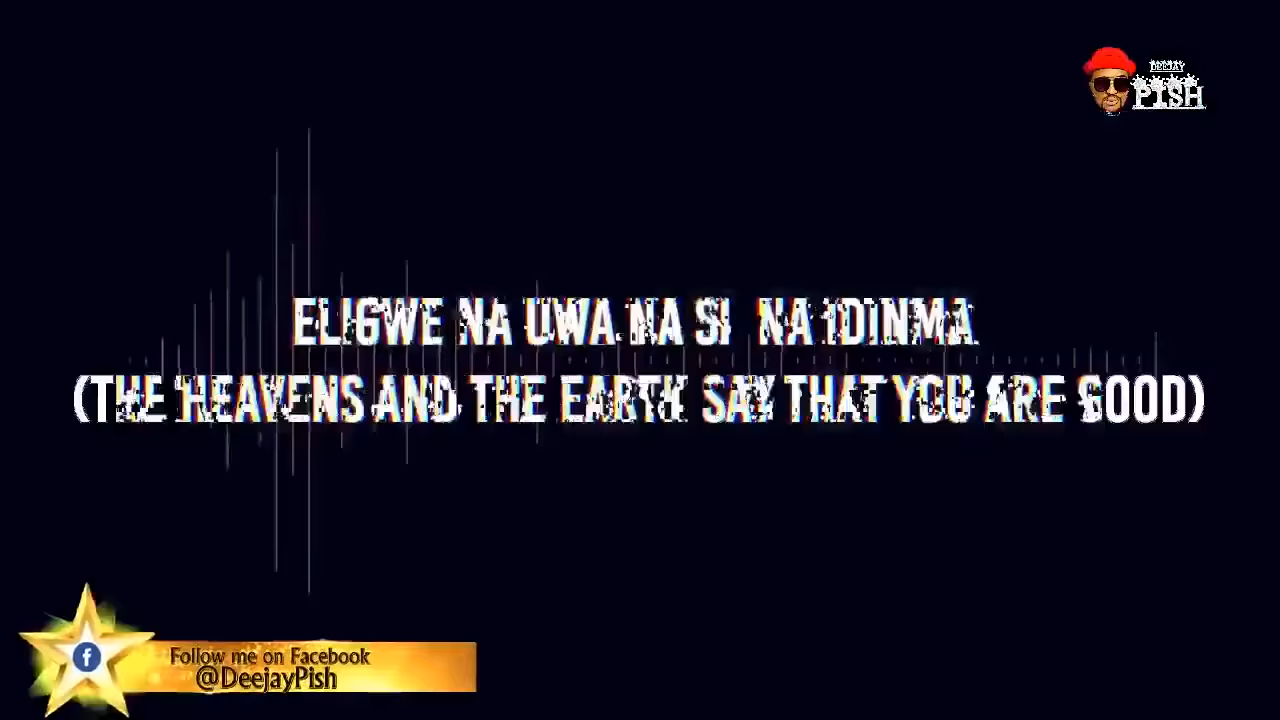 DEEJAY
PISH
ELIGWE NA UWA NA SI NA IDINMA
(THE HEAVENS AND THE EARTH SAY THAT YOU ARE GOOD)
f
Follow me on Facebook
@DeejayPish